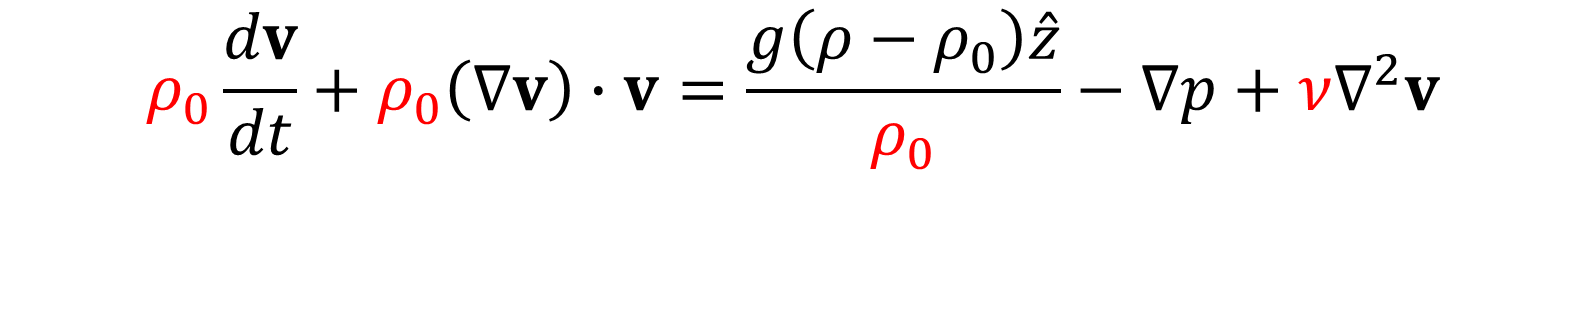 ρ₀ d𝐯/dt + ρ₀(∇𝐯) · 𝐯 = g(ρ − ρ₀)ẑ/ρ₀ − ∇p + ν∇²𝐯